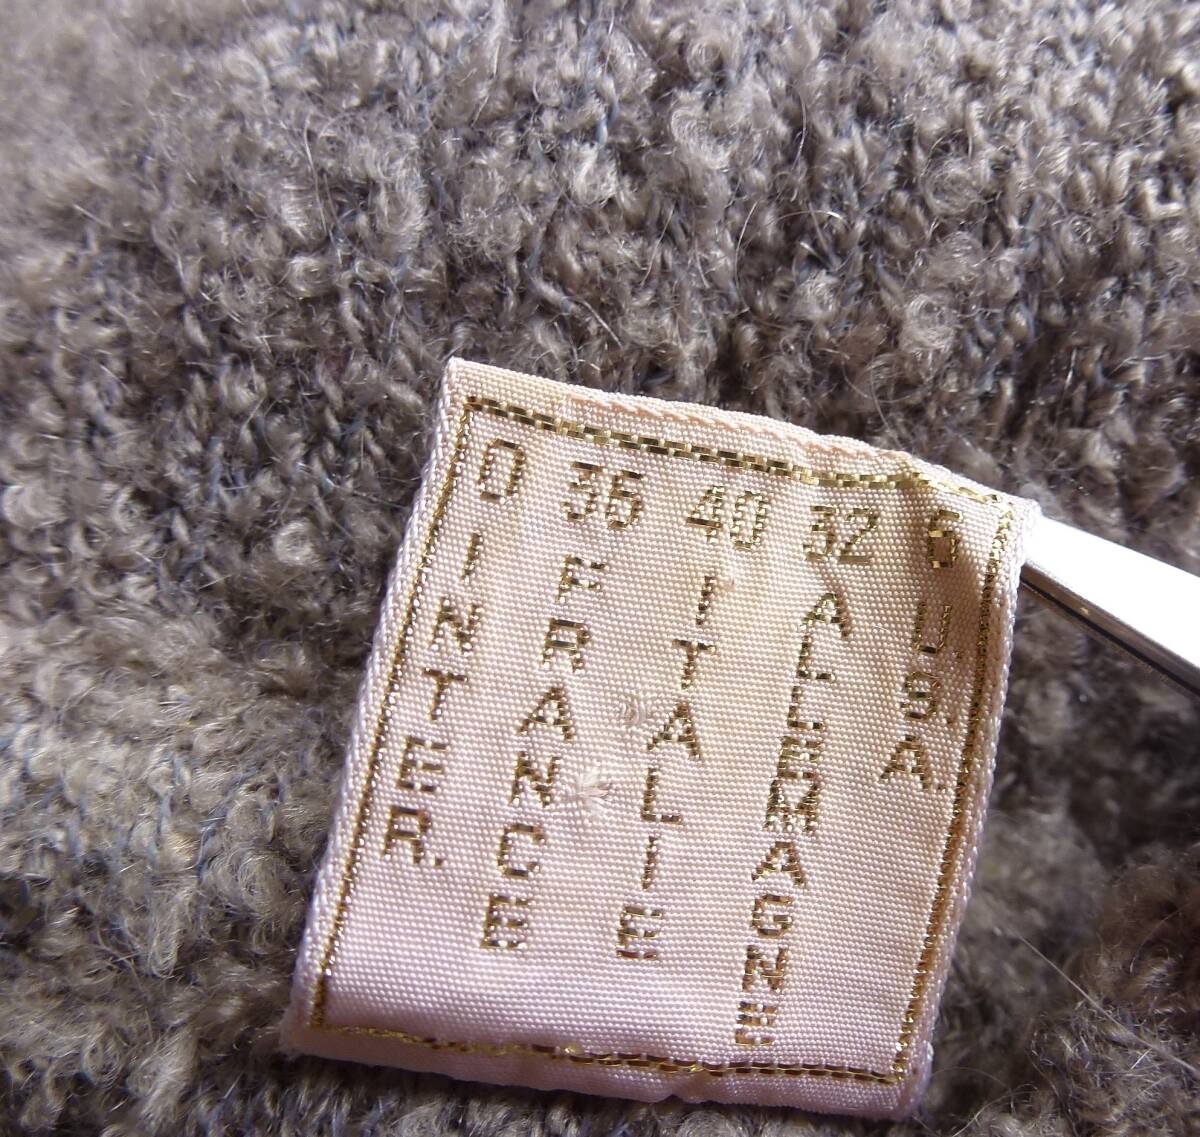 0 36 40 32 6
INTER.
FRANCE
ITALIE
ALLEMAGNE
U.S.A.